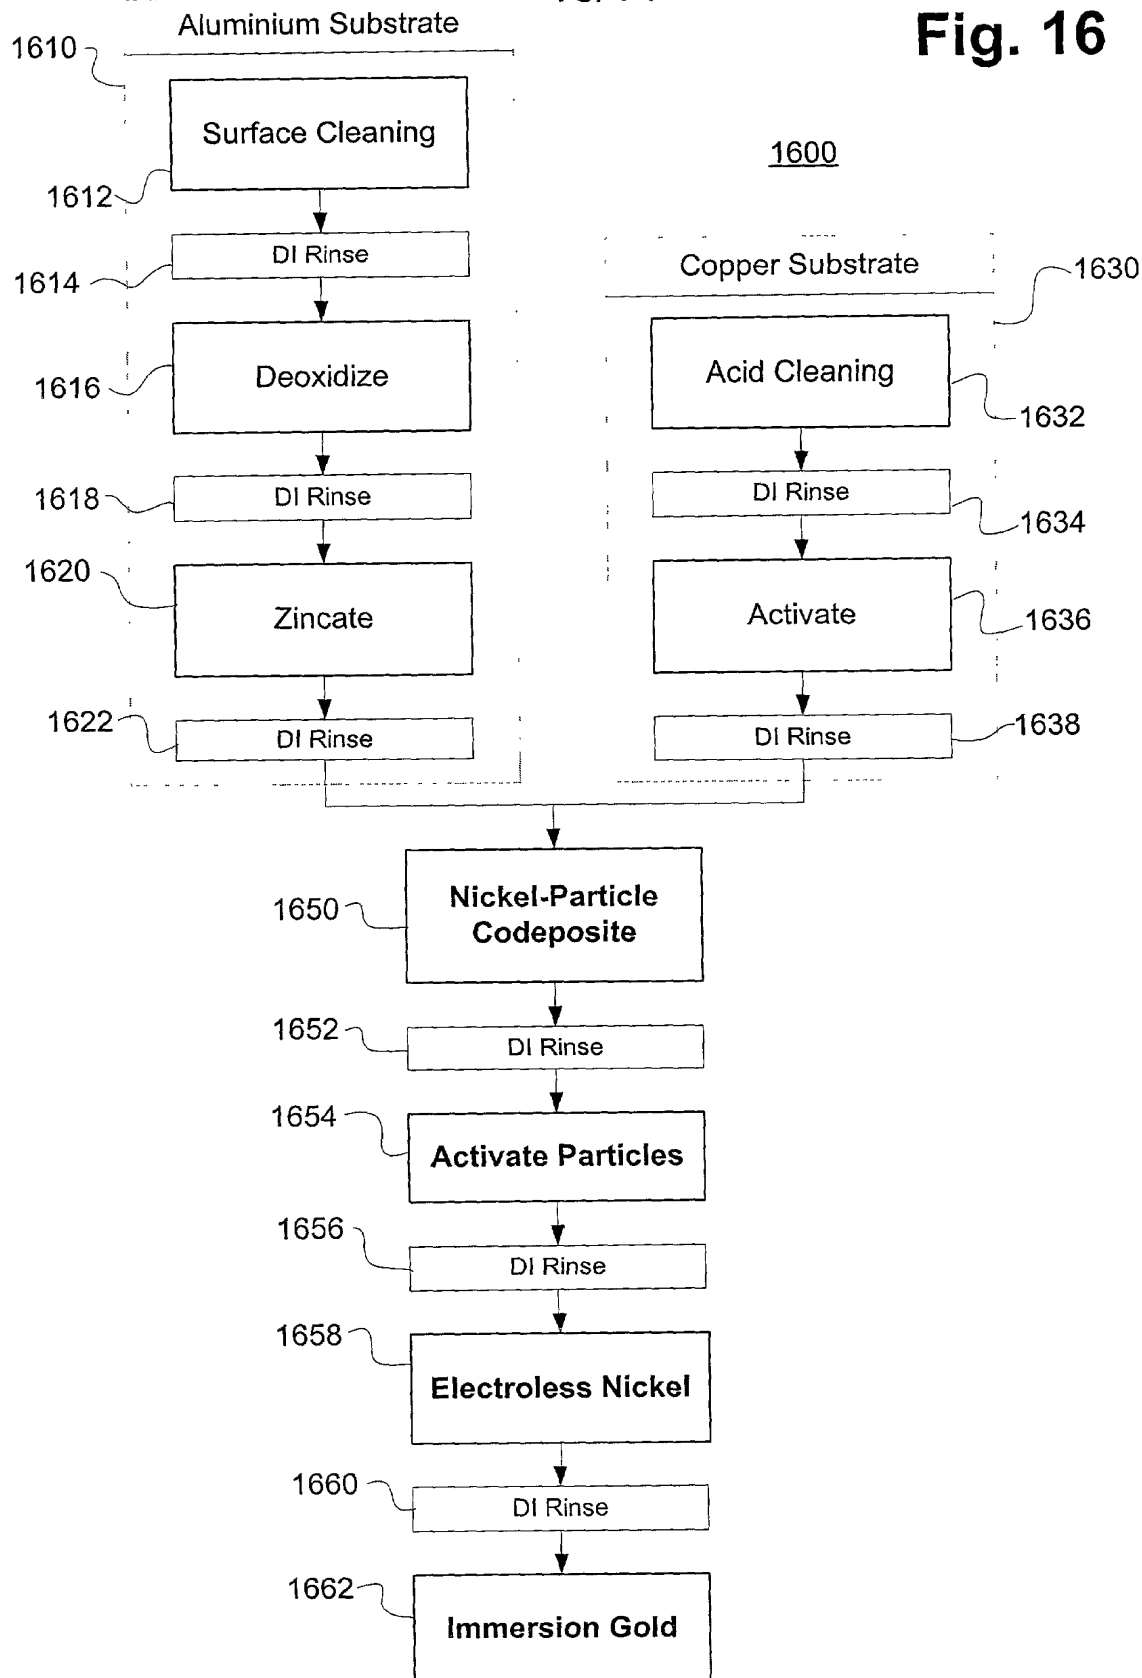 Fig. 16
Aluminium Substrate
1610
Surface Cleaning
1612
1600
DI Rinse
1614
Copper Substrate
1630
Deoxidize
1616
Acid Cleaning
1632
DI Rinse
1618
DI Rinse
1634
1620
Zincate
Activate
1636
1622
DI Rinse
DI Rinse
1638
Nickel-Particle
Codeposite
1650
1652
DI Rinse
1654
Activate Particles
1656
DI Rinse
1658
Electroless Nickel
1660
DI Rinse
1662
Immersion Gold